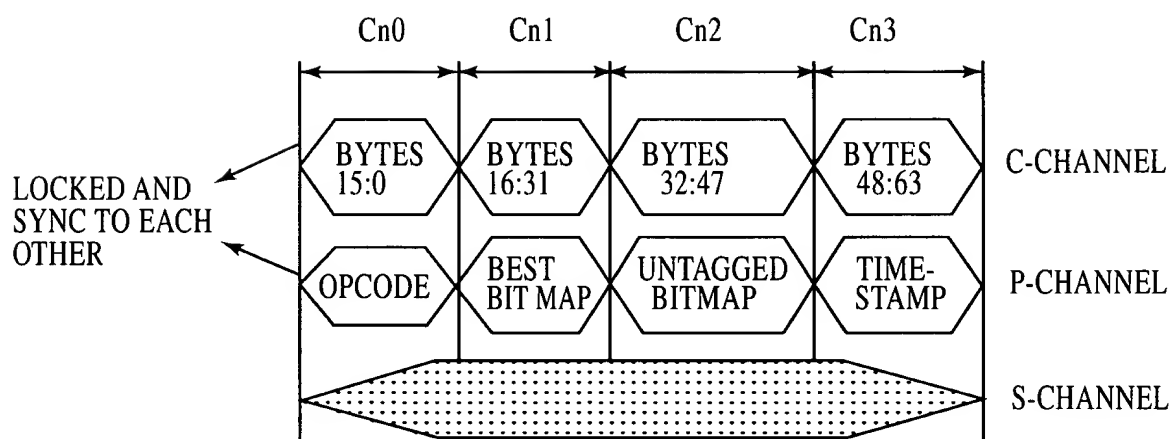 Cn0 Cn1 Cn2 Cn3
BYTES
15:0
BYTES
16:31
BYTES
32:47
BYTES
48:63
C-CHANNEL
LOCKED AND
SYNC TO EACH
OTHER
OPCODE
BEST
BIT MAP
UNTAGGED
BITMAP
TIME-
STAMP
P-CHANNEL
S-CHANNEL